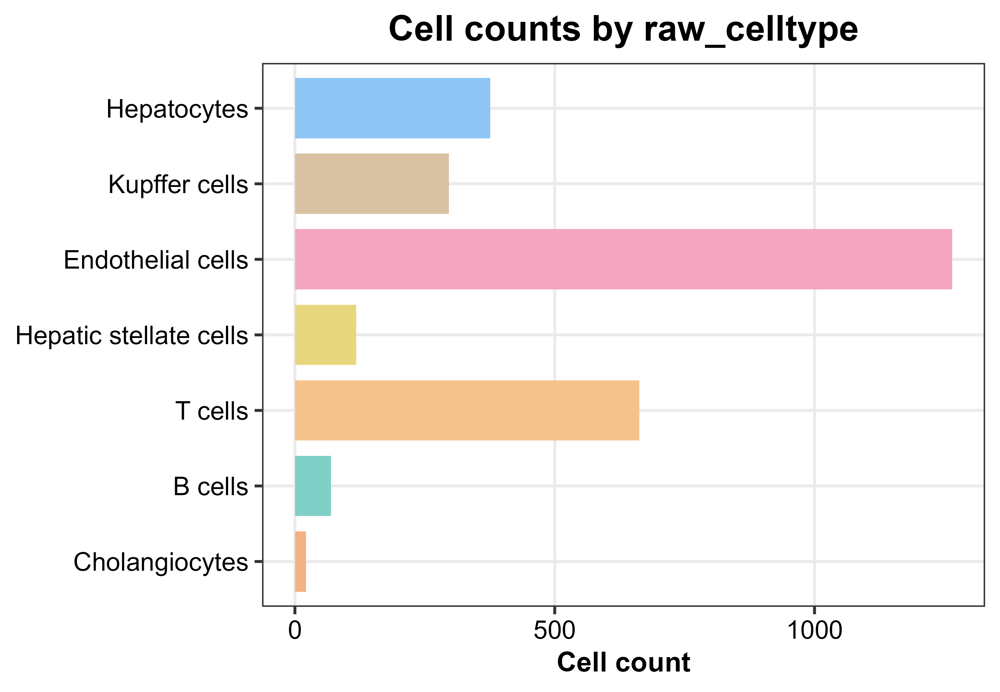 Cell counts by raw_celltype
Hepatocytes
Kupffer cells
Endothelial cells
Hepatic stellate cells
T cells
B cells
Cholangiocytes
0 500 1000
Cell count